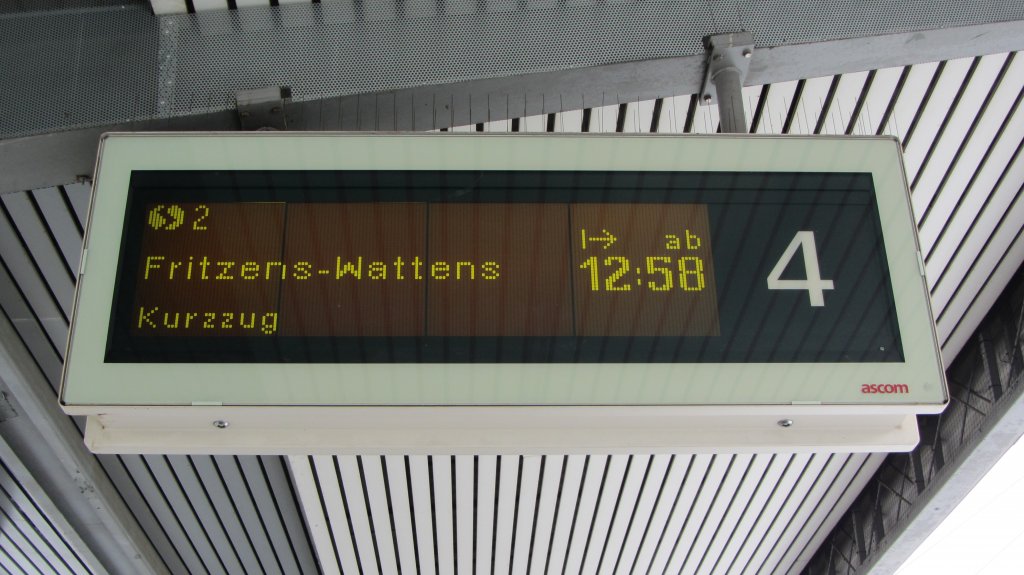 S 2
ab
Fritzens-Wattens
12:58
4
Kurzzug
ascom